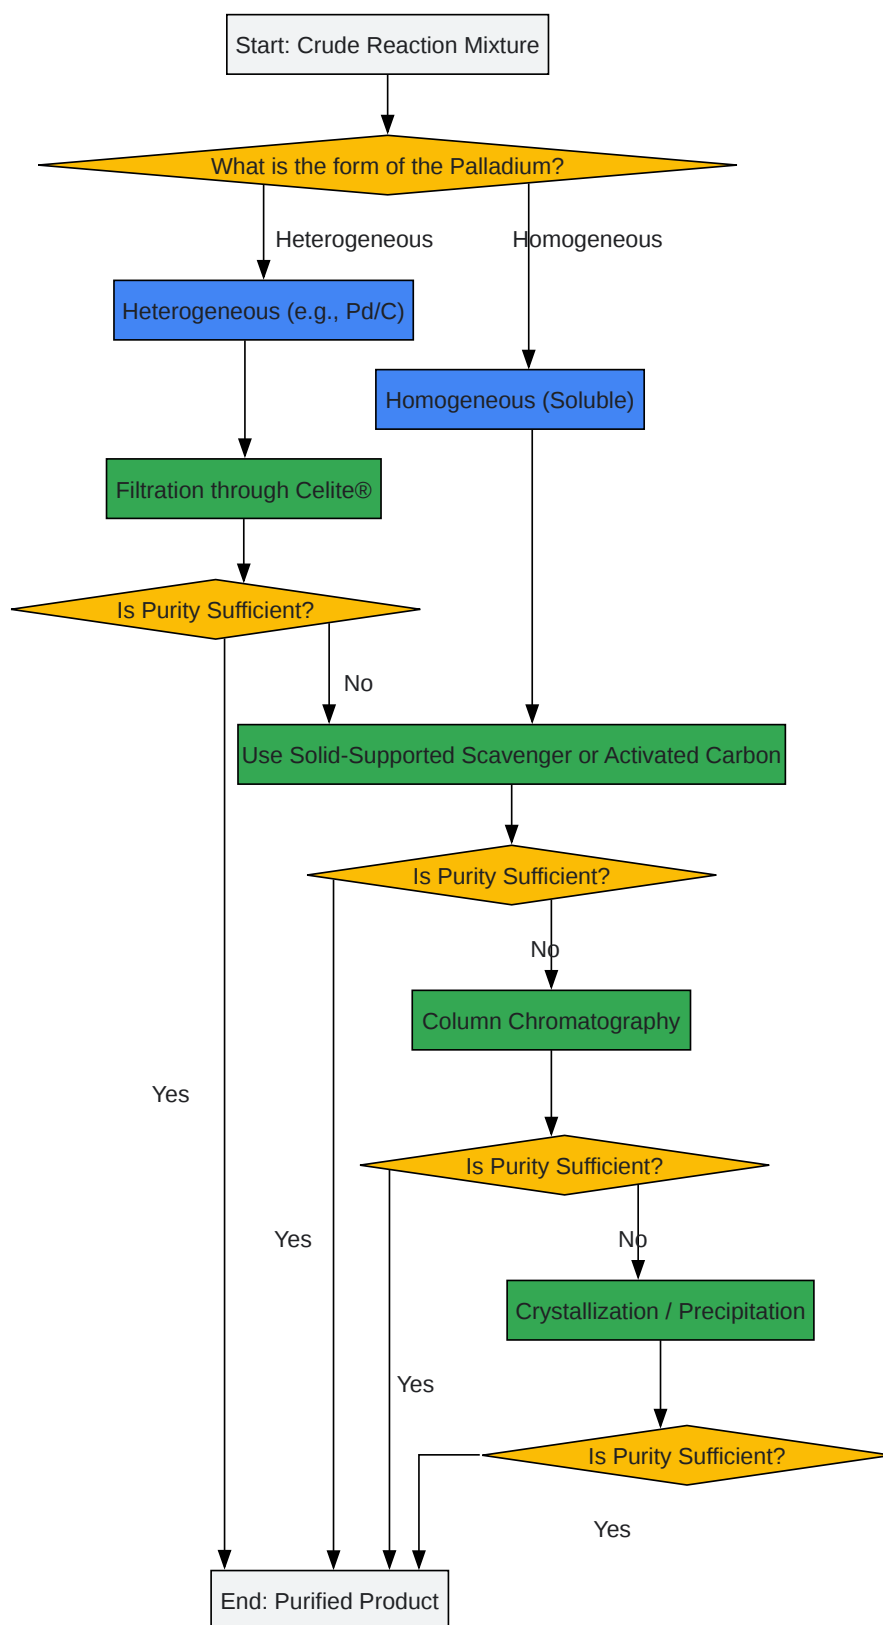 Start: Crude Reaction Mixture
What is the form of the Palladium?
Heterogeneous
Homogeneous
Heterogeneous (e.g., Pd/C)
Homogeneous (Soluble)
Filtration through Celite®
Is Purity Sufficient?
No
Use Solid-Supported Scavenger or Activated Carbon
Is Purity Sufficient?
No
Column Chromatography
Yes
Is Purity Sufficient?
Yes
No
Crystallization / Precipitation
Yes
Is Purity Sufficient?
Yes
End: Purified Product